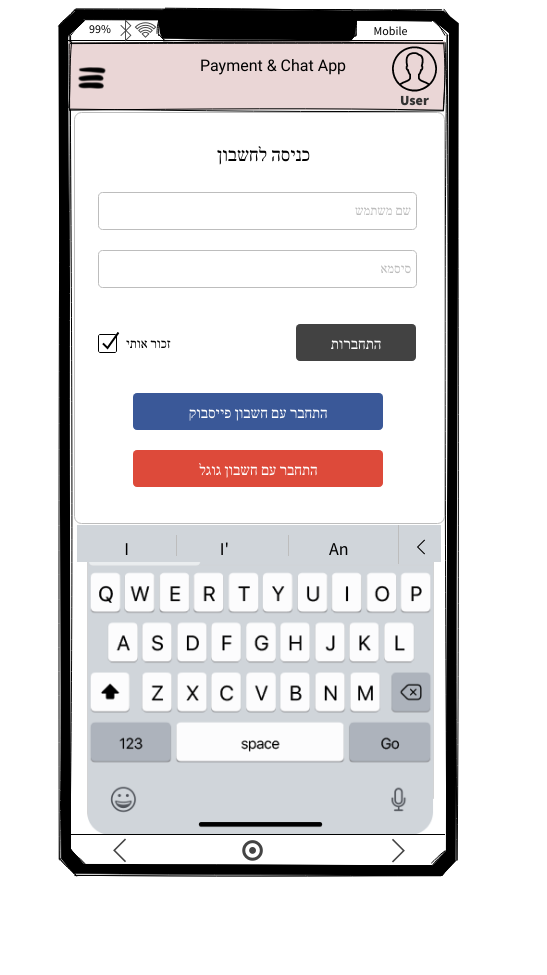 99%
Mobile
Payment & Chat App
User
כניסה לחשבון
שם משתמש
סיסמא
זכור אותי
התחברות
התחבר עם חשבון פייסבוק
התחבר עם חשבון גוגל
I I' An
Q W E R T Y U I O P
A S D F G H J K L
Z X C V B N M
123 space Go